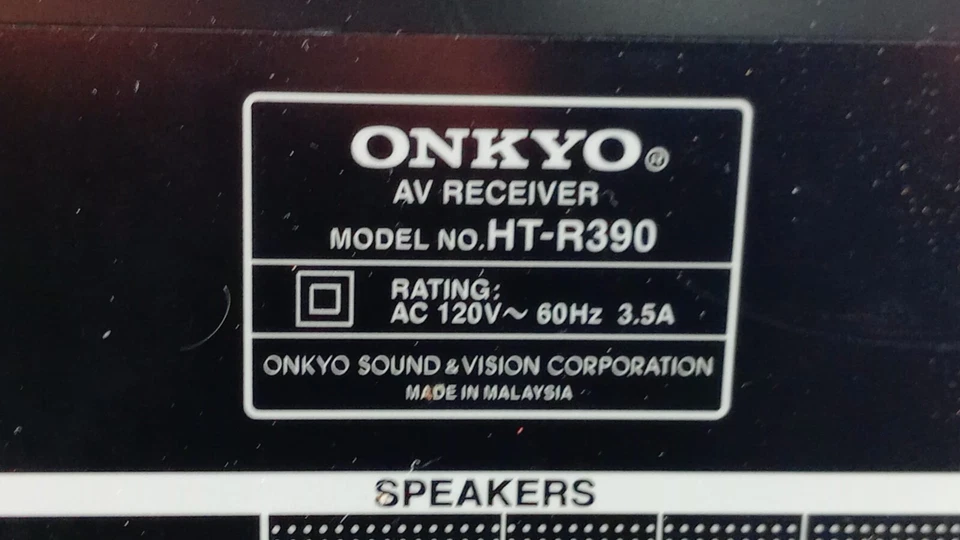 ONKYO®
AV RECEIVER
MODEL NO.HT-R390
RATING:
AC 120V~ 60Hz 3.5A
ONKYO SOUND & VISION CORPORATION
MADE IN MALAYSIA
SPEAKERS